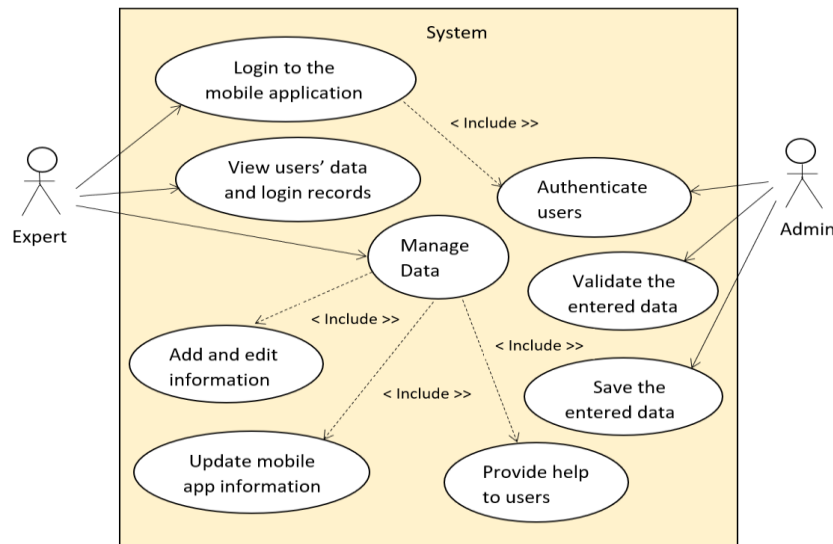 System
Login to the
mobile application
< Include >>
View users’ data
and login records
Authenticate
users
Expert
Admin
Manage
Data
Validate the
entered data
< Include >>
Add and edit
information
< Include >>
Save the
entered data
< Include >>
Update mobile
app information
Provide help
to users